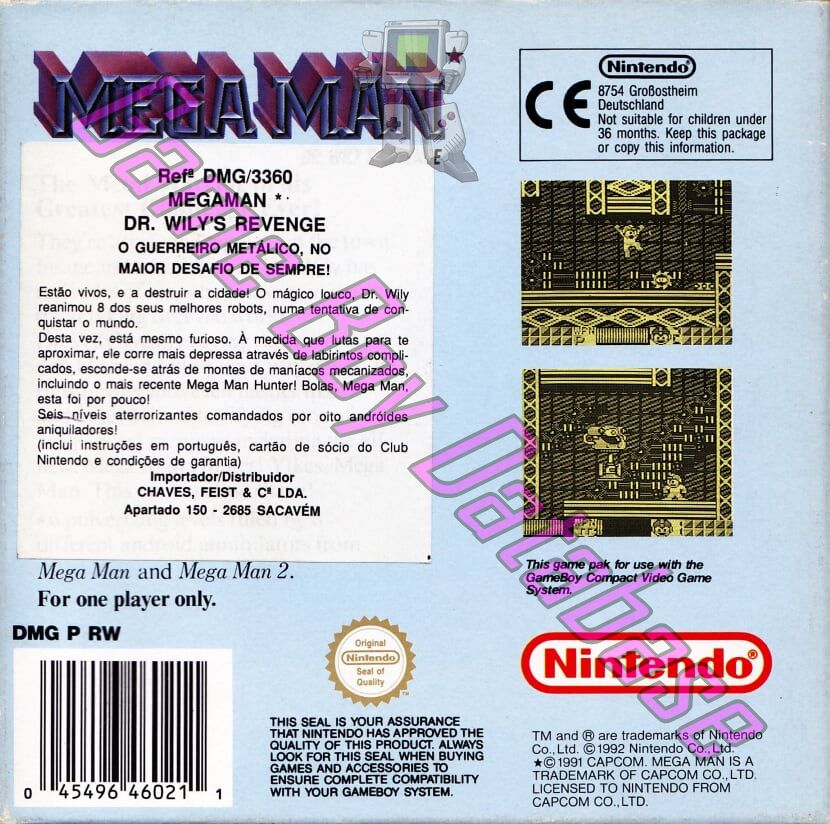 MEGA MAN
E
Refª DMG/3360
MEGAMAN *
DR. WILY'S REVENGE
O GUERREIRO METÁLICO, NO
MAIOR DESAFIO DE SEMPRE!
Estão vivos, e a destruir a cidade! O mágico louco, Dr. Wily
reanimou 8 dos seus melhores robots, numa tentativa de con-
quistar o mundo.
Desta vez, está mesmo furioso. À medida que lutas para te
aproximar, ele corre mais depressa através de labirintos compli-
cados, esconde-se atrás de montes de maníacos mecanizados,
incluindo o mais recente Mega Man Hunter! Bolas, Mega Man,
esta foi por pouco!
Seis níveis aterrorizantes comandados por oito andróides
aniquiladores!
(inclui instruções em português, cartão de sócio do Club
Nintendo e condições de garantia)
Importador/Distribuidor
CHAVES, FEIST & Cª LDA.
Apartado 150 - 2685 SACAVÉM
different android annihilators from
Mega Man and Mega Man 2.
For one player only.
DMG P RW
0 45496 46021 1
Original
Nintendo
Seal of
Quality
TM
THIS SEAL IS YOUR ASSURANCE
THAT NINTENDO HAS APPROVED THE
QUALITY OF THIS PRODUCT. ALWAYS
LOOK FOR THIS SEAL WHEN BUYING
GAMES AND ACCESSORIES TO
ENSURE COMPLETE COMPATIBILITY
WITH YOUR GAMEBOY SYSTEM.
CE
Nintendo®
8754 Großostheim
Deutschland
Not suitable for children under
36 months. Keep this package
or copy this information.
This game pak for use with the
GameBoy Compact Video Game
System.
Nintendo®
TM and ® are trademarks of Nintendo
Co., Ltd. © 1992 Nintendo Co., Ltd.
★© 1991 CAPCOM. MEGA MAN IS A
TRADEMARK OF CAPCOM CO., LTD.
LICENSED TO NINTENDO FROM
CAPCOM CO., LTD.
Game Boy Database